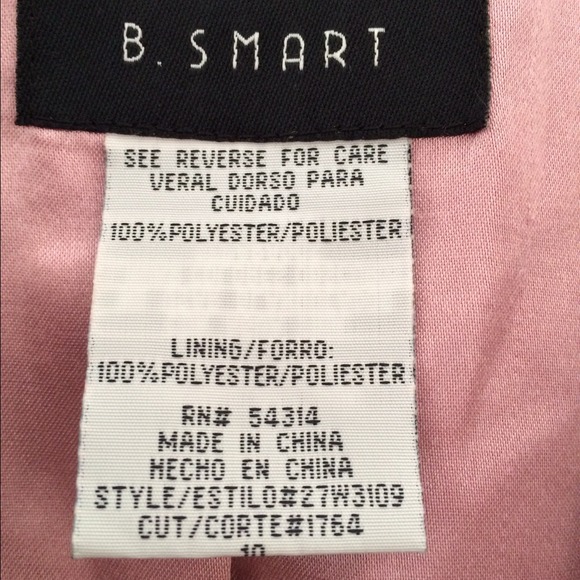 B. SMART
SEE REVERSE FOR CARE
VERAL DORSO PARA
CUIDADO
100%POLYESTER/POLIESTER
LINING/FORRO:
100%POLYESTER/POLIESTER
RN# 54314
MADE IN CHINA
HECHO EN CHINA
STYLE/ESTILO#27W3109
CUT/CORTE#1764
10